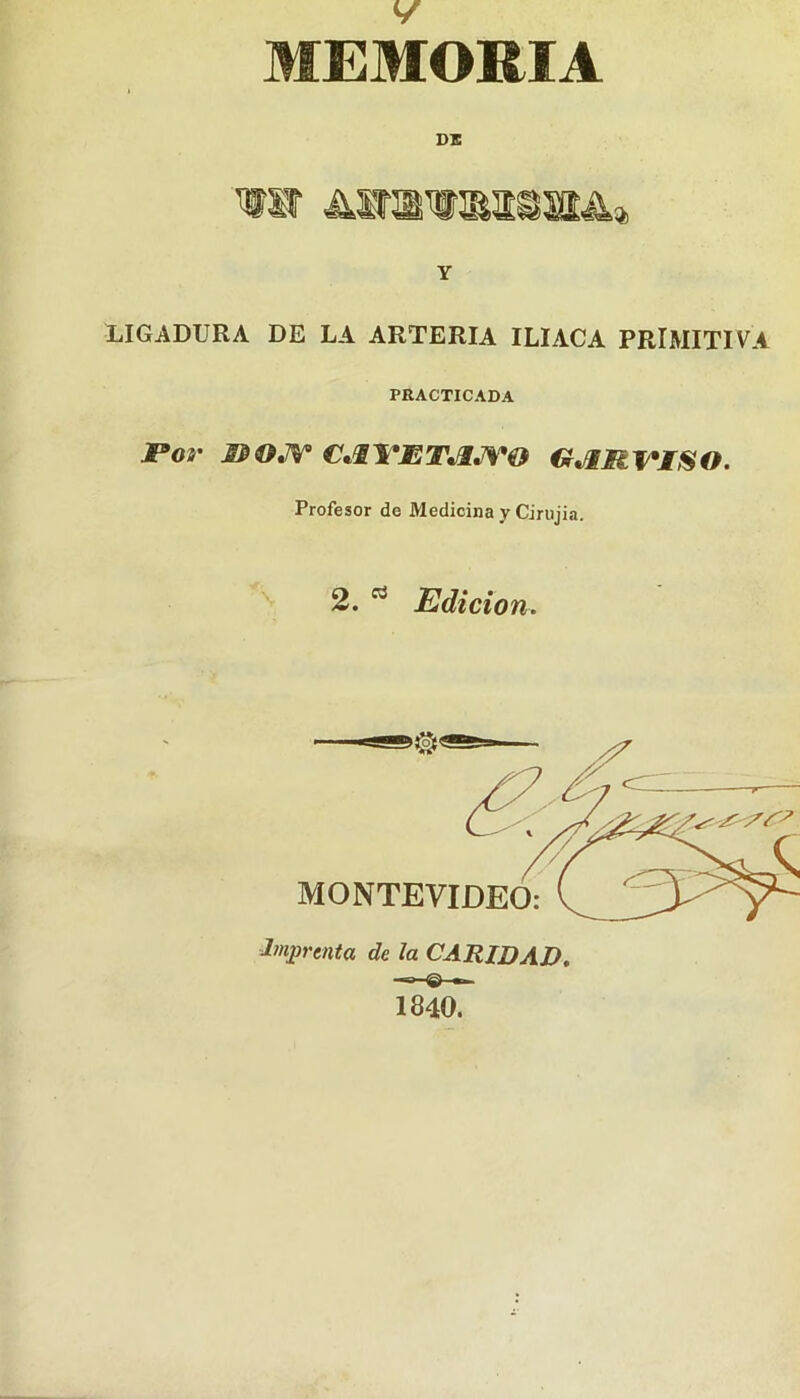 MEMORIA
DE
UN ANEURISMA,
Y
LIGADURA DE LA ARTERIA ILIACA PRIMITIVA
PRACTICADA
Por DON CAYETANO GARVISO.
Profesor de Medicina y Cirujia.
2.a Edicion.
MONTEVIDEO:
Imprenta de la CARIDAD.
1840.